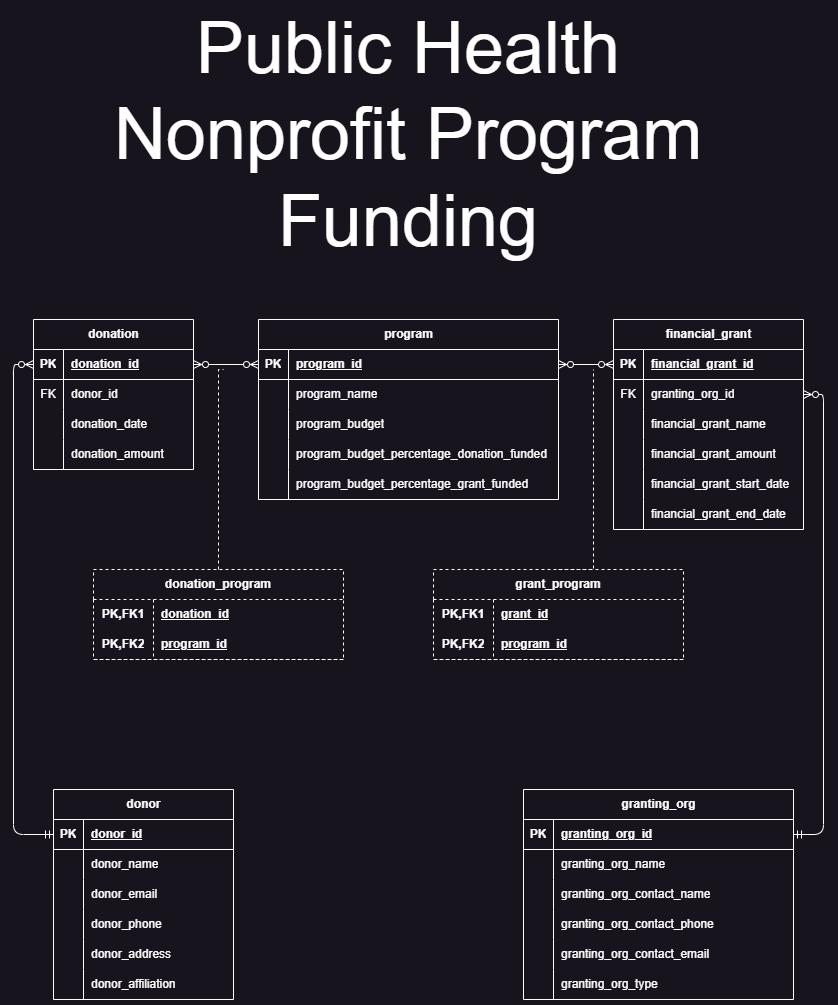 Public Health
Nonprofit Program
Funding
donation
PK donation_id
FK donor_id
donation_date
donation_amount
program
PK program_id
program_name
program_budget
program_budget_percentage_donation_funded
program_budget_percentage_grant_funded
financial_grant
PK financial_grant_id
FK granting_org_id
financial_grant_name
financial_grant_amount
financial_grant_start_date
financial_grant_end_date
donation_program
PK,FK1 donation_id
PK,FK2 program_id
grant_program
PK,FK1 grant_id
PK,FK2 program_id
donor
PK donor_id
donor_name
donor_email
donor_phone
donor_address
donor_affiliation
granting_org
PK granting_org_id
granting_org_name
granting_org_contact_name
granting_org_contact_phone
granting_org_contact_email
granting_org_type